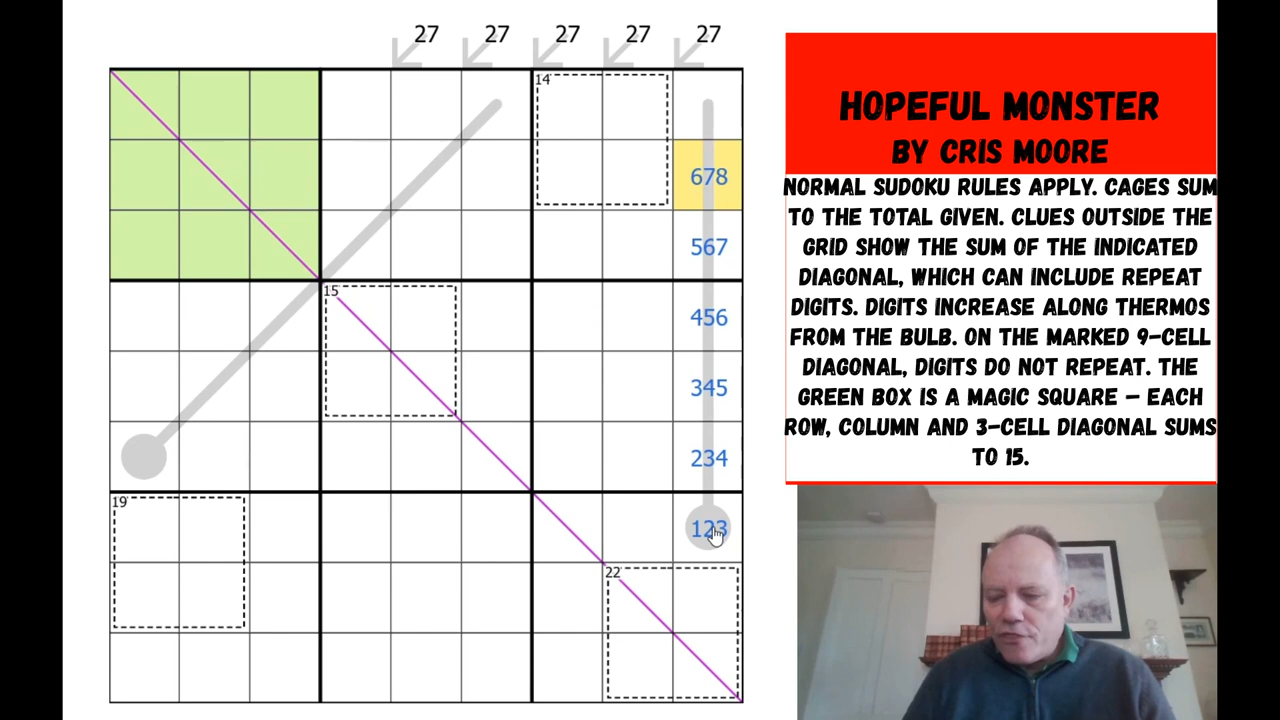 27 27 27 27 27
14
678
567
15
456
345
234
19
123
22
HOPEFUL MONSTER
BY CRIS MOORE
NORMAL SUDOKU RULES APPLY. CAGES SUM
TO THE TOTAL GIVEN. CLUES OUTSIDE THE
GRID SHOW THE SUM OF THE INDICATED
DIAGONAL, WHICH CAN INCLUDE REPEAT
DIGITS. DIGITS INCREASE ALONG THERMOS
FROM THE BULB. ON THE MARKED 9-CELL
DIAGONAL, DIGITS DO NOT REPEAT. THE
GREEN BOX IS A MAGIC SQUARE – EACH
ROW, COLUMN AND 3-CELL DIAGONAL SUMS
TO 15.